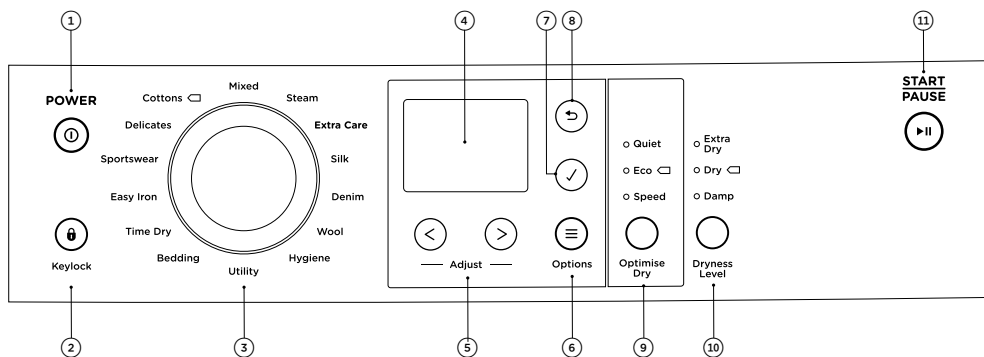 1
4
7
8
11
POWER
Cottons
Mixed
Steam
Delicates
Extra Care
Sportswear
Silk
Easy Iron
Denim
Time Dry
Wool
Bedding
Hygiene
Utility
Keylock
Adjust
Options
Quiet
Eco
Speed
Optimise
Dry
Extra
Dry
Dry
Damp
Dryness
Level
START
PAUSE
2
3
5
6
9
10